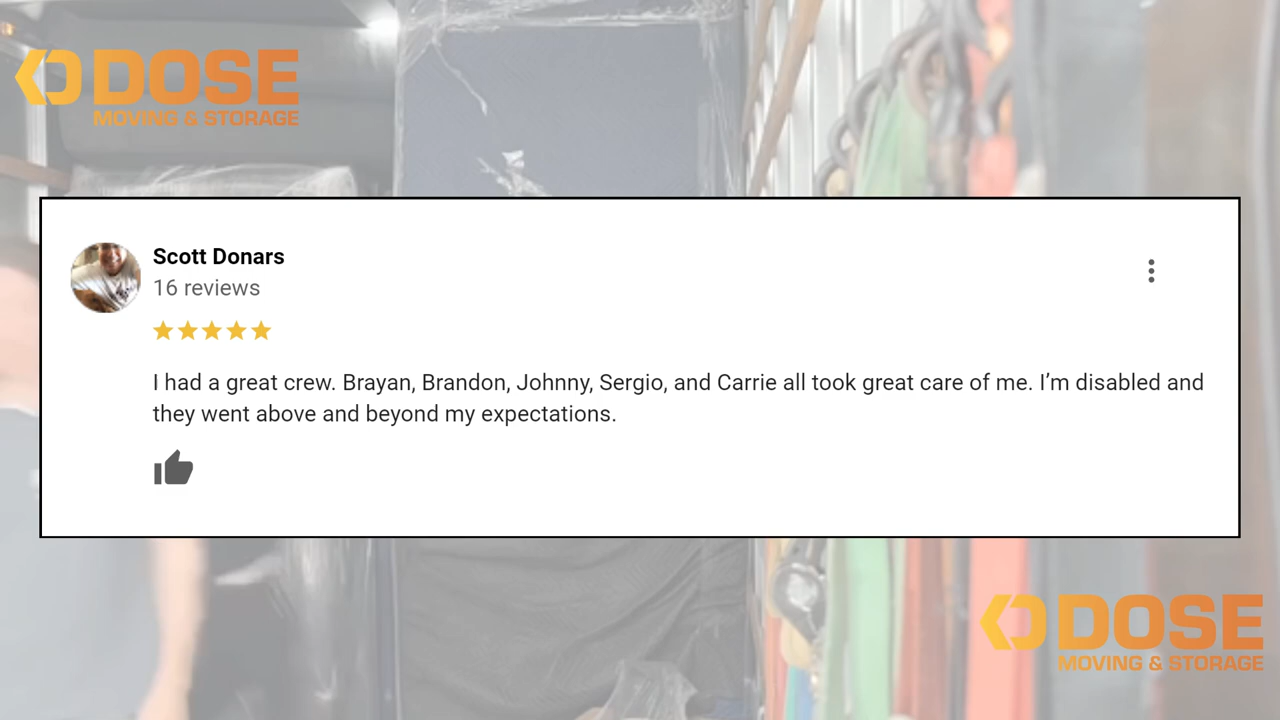 DOSE
MOVING & STORAGE
Scott Donars
16 reviews
I had a great crew. Brayan, Brandon, Johnny, Sergio, and Carrie all took great care of me. I’m disabled and
they went above and beyond my expectations.
DOSE
MOVING & STORAGE